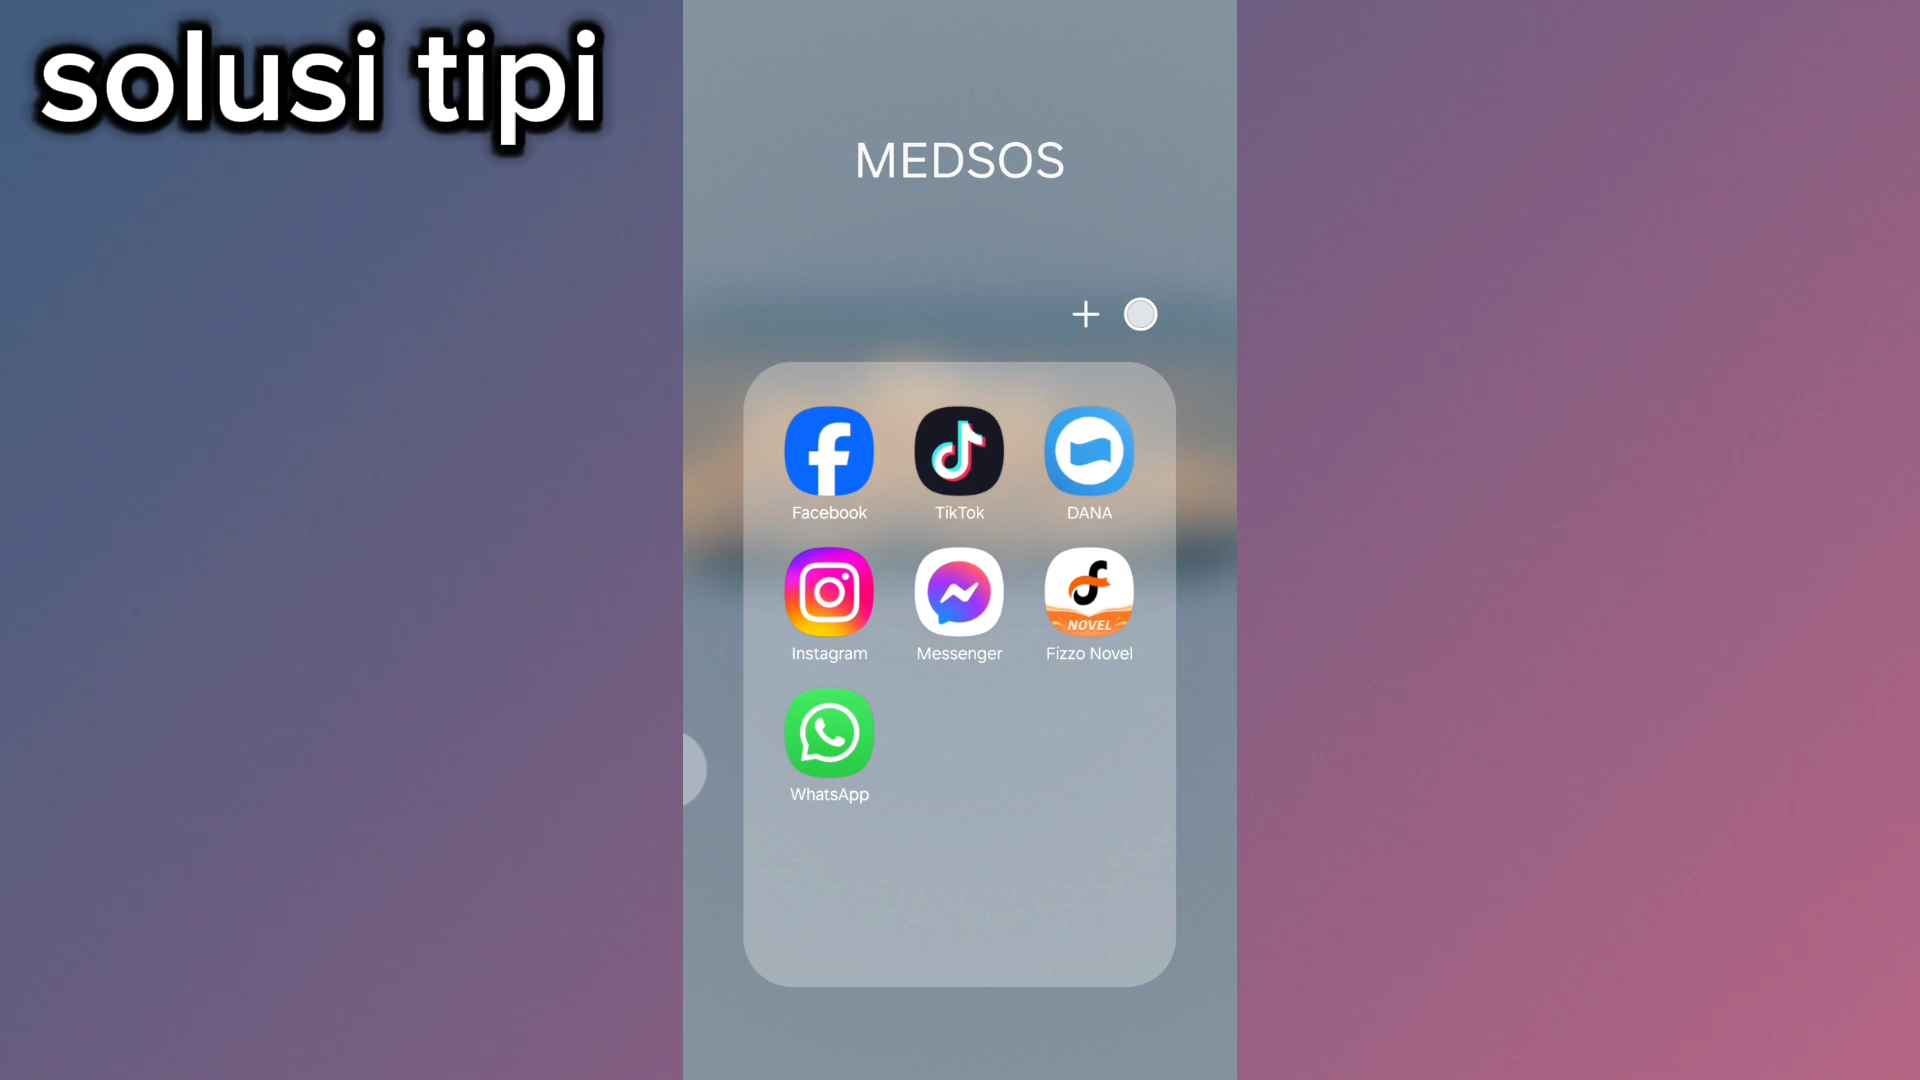 solusi tipi
MEDSOS
Facebook
TikTok
DANA
NOVEL
Instagram
Messenger
Fizzo Novel
WhatsApp